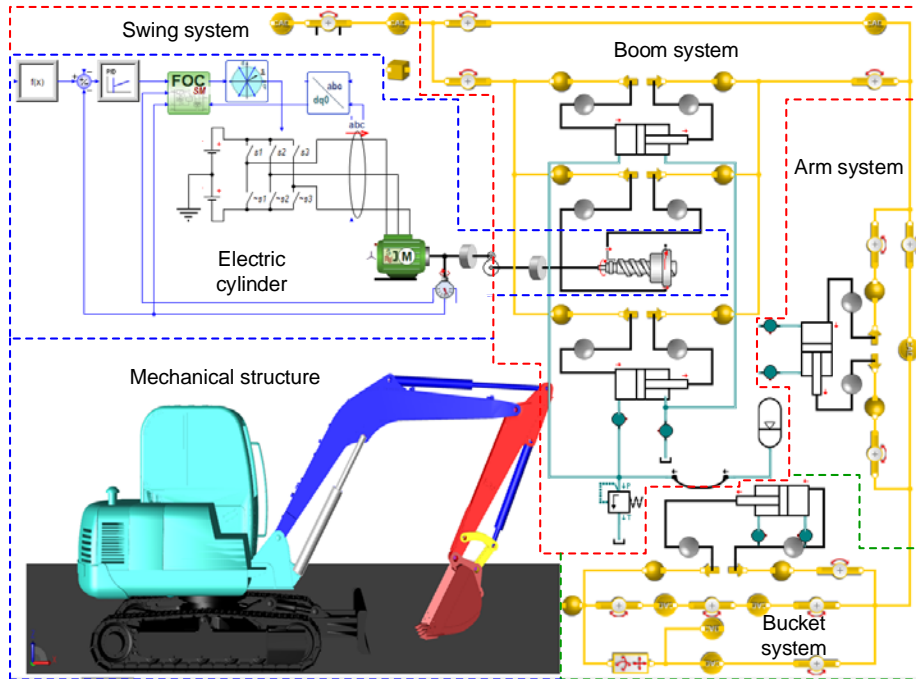 Swing system
Boom system
Arm system
f(x)
PID
FOC
SM
abc
dq0
abc
s1
s2
s3
~s1
~s2
~s3
Electric
cylinder
M
Mechanical structure
P
T
Bucket
system